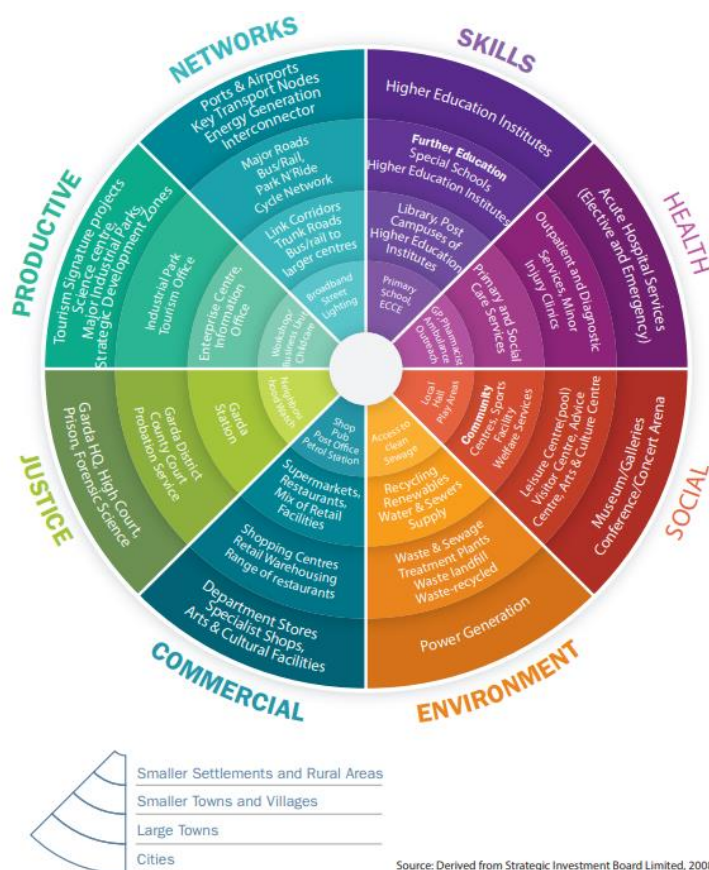 NETWORKS
Ports & Airports
Key Transport Nodes
Energy Generation
Interconnector
Major Roads
Bus/Rail,
Park N'Ride
Cycle Network
Link Corridors
Trunk Roads
Bus/rail to
larger centres
Broadband
Street
Lighting
SKILLS
Higher Education Institutes
Further Education
Special Schools
Higher Education Institutes
Library, Post
Campuses of
Higher Education
Institutes
Primary
School,
ECCE
HEALTH
Acute Hospital Services
(Elective and Emergency)
Outpatient and Diagnostic
Services, Minor
Injury Clinics
Primary and Social
Care Services
GP, Pharmacist
Ambulance
Outreach
SOCIAL
Museum/Galleries
Conference/Concert Arena
Leisure Centre(pool)
Visitor Centre, Advice
Centre, Arts & Culture Centre
Community
Centres, Sports
Facility
Welfare Services
Local
Hall
Play Areas
ENVIRONMENT
Power Generation
Waste & Sewage
Treatment Plants
Waste landfill
Waste-recycled
Recycling
Renewables
Water & Sewers
Supply
Access to
clean
Sewage
COMMERCIAL
Department Stores
Specialist Shops,
Arts & Cultural Facilities
Shopping Centres
Retail Warehousing
Range of restaurants
Supermarkets,
Restaurants,
Mix of Retail
Facilities
Shop
Pub
Post Office
Petrol Station
JUSTICE
Garda HQ, High Court,
Prison, Forensic Science
Garda District
County Court
Probation Service
Garda
Station
Neighbour
-hood Watch
PRODUCTIVE
Tourism Signature projects
Science centre,
Major Industrial Parks,
Strategic Development Zones
Industrial Park
Tourism Office
Enterprise Centre,
Information
Office
Workshop/
Business Unit
Childcare
Smaller Settlements and Rural Areas
Smaller Towns and Villages
Large Towns
Cities
Source: Derived from Strategic Investment Board Limited, 2008